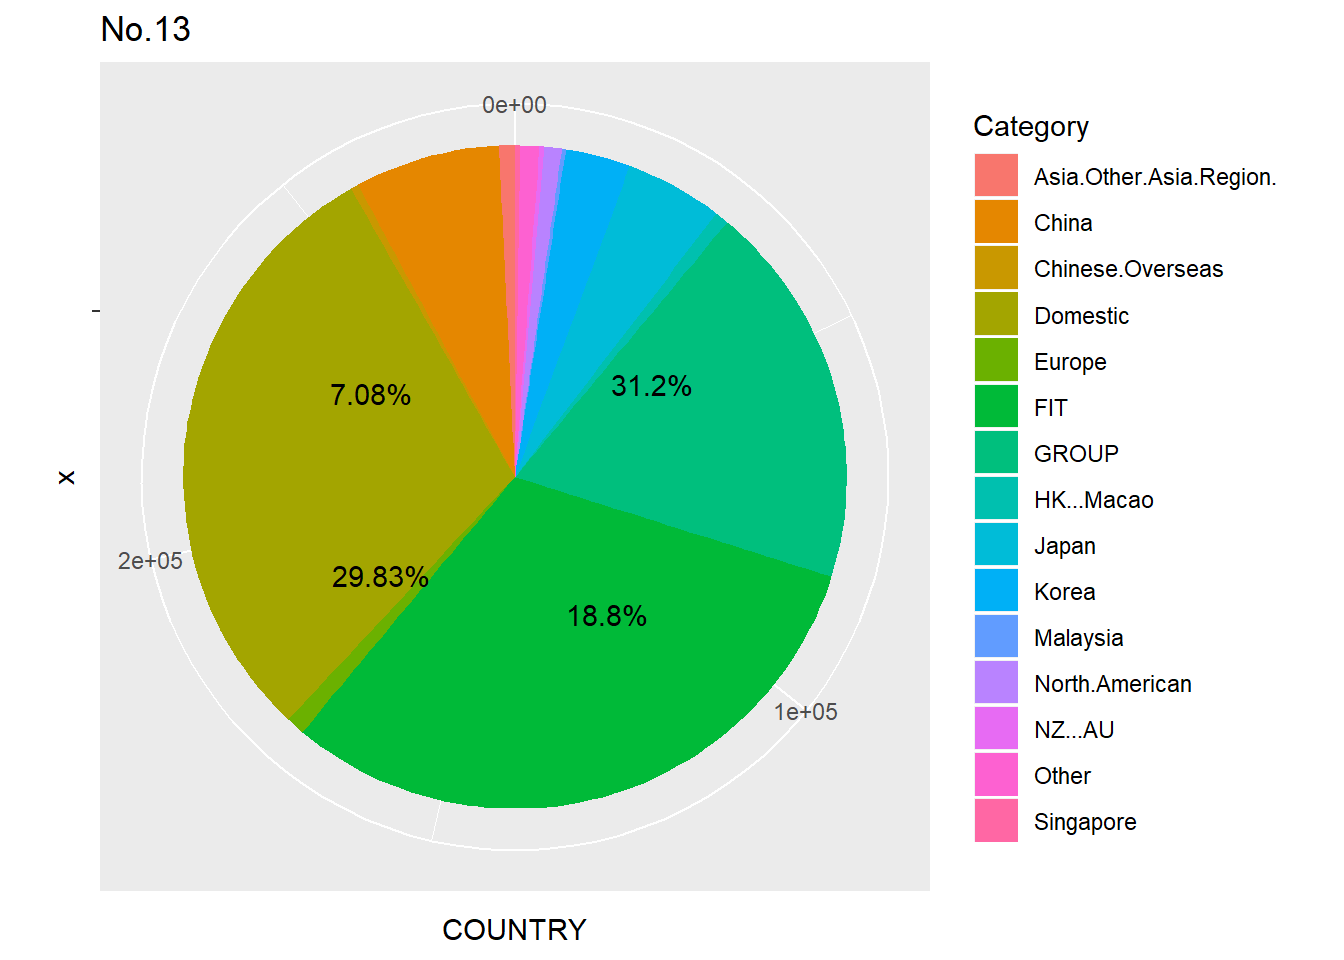 No.13
0e+00
7.08%
31.2%
x
2e+05
29.83%
18.8%
1e+05
COUNTRY
Category
Asia.Other.Asia.Region.
China
Chinese.Overseas
Domestic
Europe
FIT
GROUP
HK...Macao
Japan
Korea
Malaysia
North.American
NZ...AU
Other
Singapore